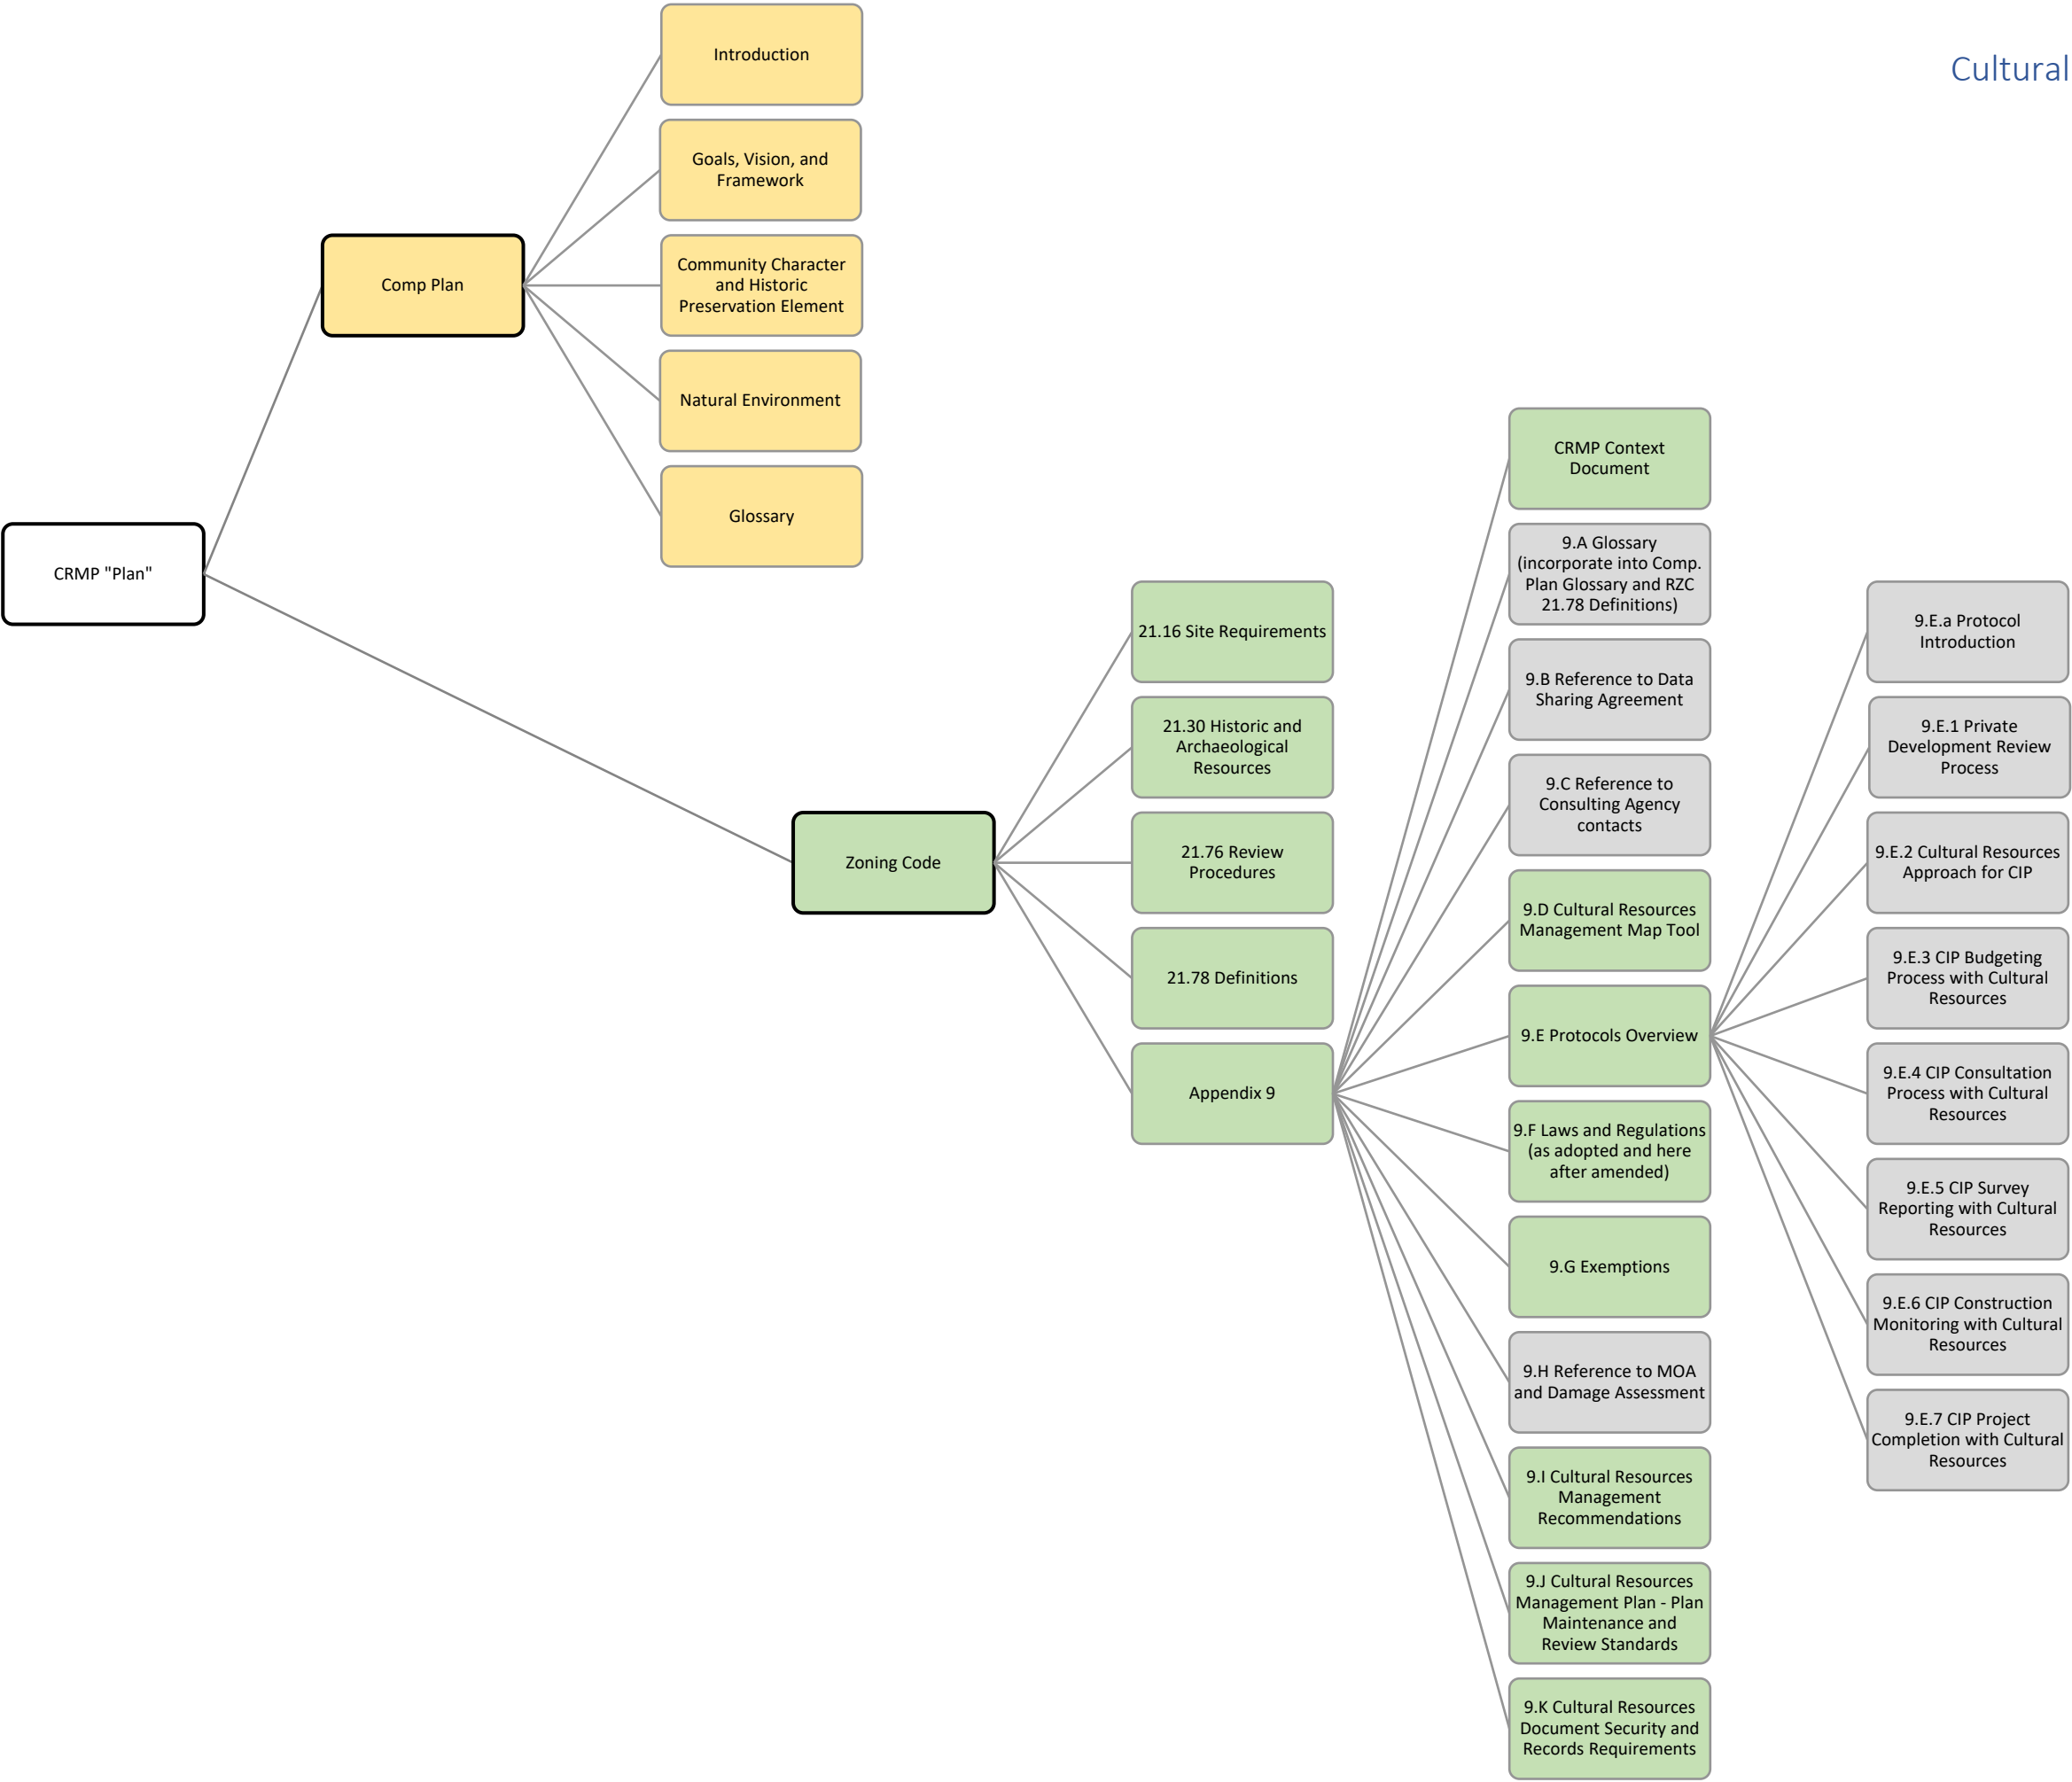 Cultural
Introduction
Goals, Vision, and
Framework
Comp Plan
Community Character
and Historic
Preservation Element
Natural Environment
Glossary
CRMP "Plan"
Zoning Code
21.16 Site Requirements
21.30 Historic and
Archaeological
Resources
21.76 Review
Procedures
21.78 Definitions
Appendix 9
CRMP Context
Document
9.A Glossary
(incorporate into Comp.
Plan Glossary and RZC
21.78 Definitions)
9.B Reference to Data
Sharing Agreement
9.C Reference to
Consulting Agency
contacts
9.D Cultural Resources
Management Map Tool
9.E Protocols Overview
9.F Laws and Regulations
(as adopted and here
after amended)
9.G Exemptions
9.H Reference to MOA
and Damage Assessment
9.I Cultural Resources
Management
Recommendations
9.J Cultural Resources
Management Plan - Plan
Maintenance and
Review Standards
9.K Cultural Resources
Document Security and
Records Requirements
9.E.a Protocol
Introduction
9.E.1 Private
Development Review
Process
9.E.2 Cultural Resources
Approach for CIP
9.E.3 CIP Budgeting
Process with Cultural
Resources
9.E.4 CIP Consultation
Process with Cultural
Resources
9.E.5 CIP Survey
Reporting with Cultural
Resources
9.E.6 CIP Construction
Monitoring with Cultural
Resources
9.E.7 CIP Project
Completion with Cultural
Resources